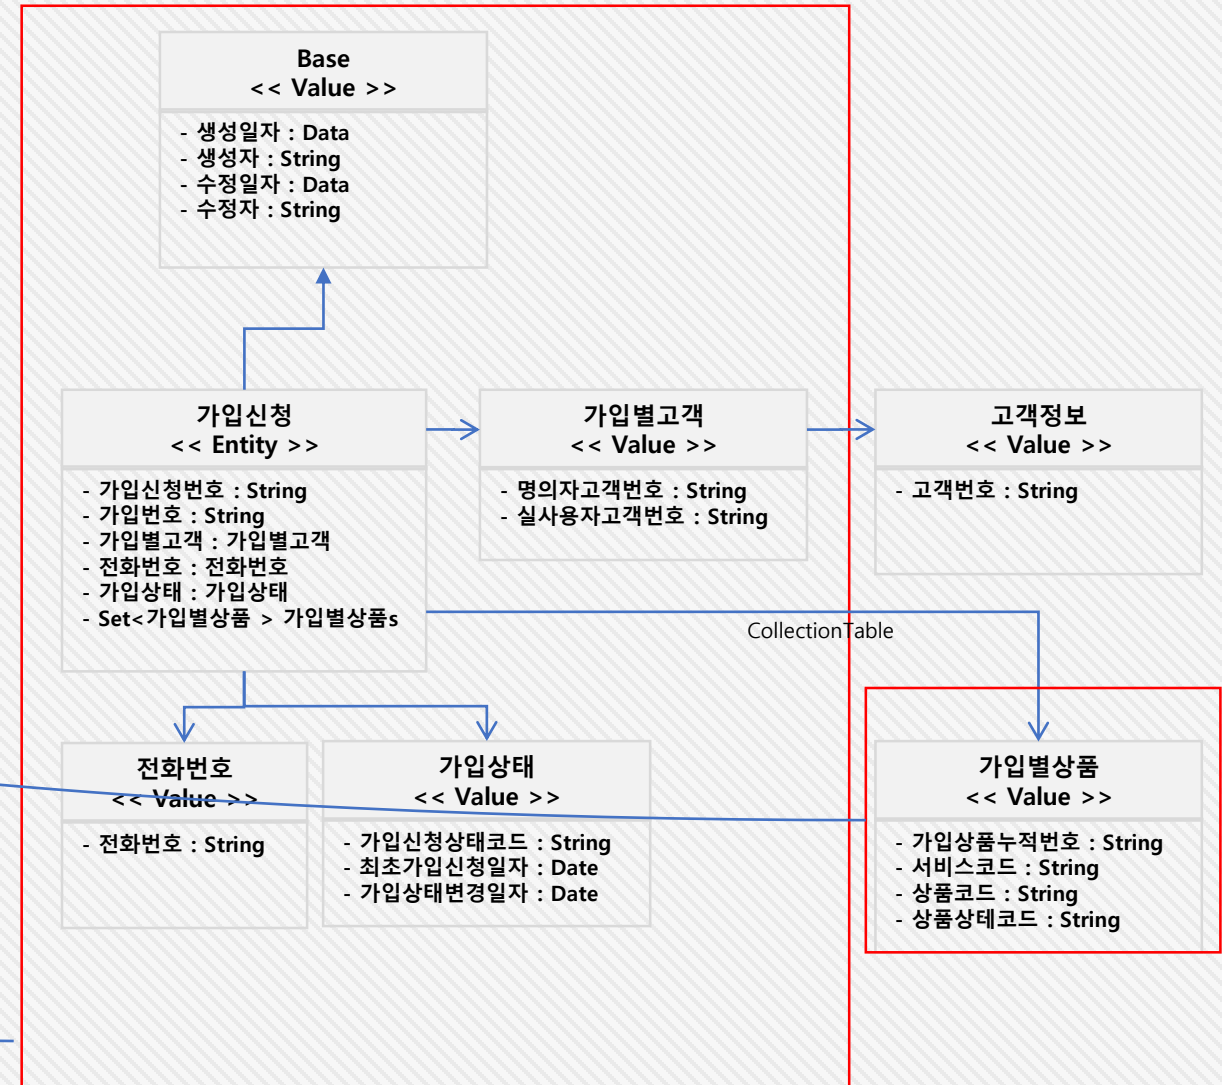 Base
<< Value >>
- 생성일자 : Data
- 생성자 : String
- 수정일자 : Data
- 수정자 : String
가입신청
<< Entity >>
- 가입신청번호 : String
- 가입번호 : String
- 가입별고객 : 가입별고객
- 전화번호 : 전화번호
- 가입상태 : 가입상태
- Set<가입별상품 > 가입별상품s
가입별고객
<< Value >>
- 명의자고객번호 : String
- 실사용자고객번호 : String
고객정보
<< Value >>
- 고객번호 : String
CollectionTable
전화번호
<< Value >>
- 전화번호 : String
가입상태
<< Value >>
- 가입신청상태코드 : String
- 최초가입신청일자 : Date
- 가입상태변경일자 : Date
가입별상품
<< Value >>
- 가입상품누적번호 : String
- 서비스코드 : String
- 상품코드 : String
- 상품상테코드 : String